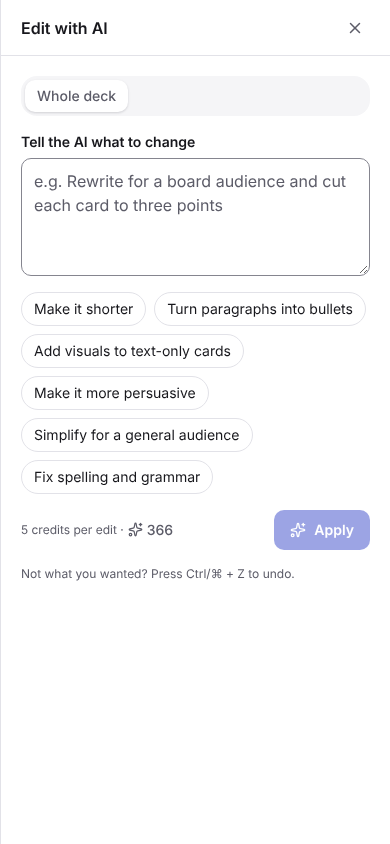 Edit with AI
Whole deck
Tell the AI what to change
e.g. Rewrite for a board audience and cut
each card to three points
Make it shorter
Turn paragraphs into bullets
Add visuals to text-only cards
Make it more persuasive
Simplify for a general audience
Fix spelling and grammar
5 credits per edit · 366
Apply
Not what you wanted? Press Ctrl/⌘ + Z to undo.